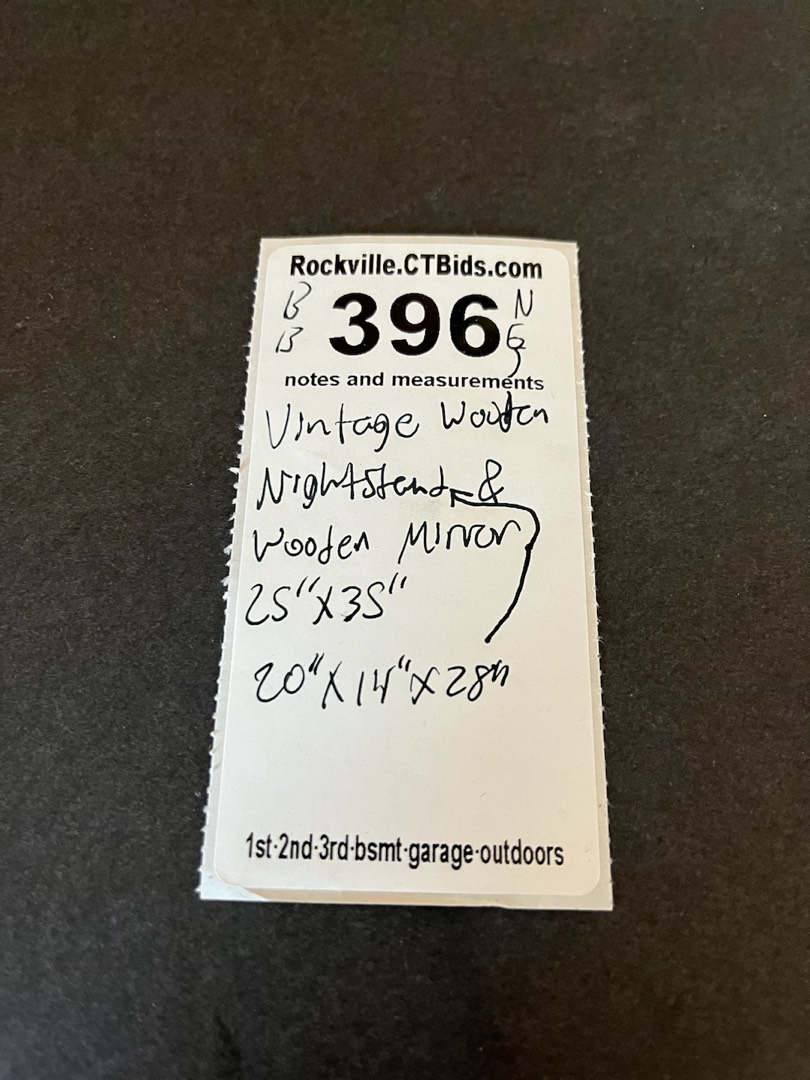 Rockville.CTBids.com
B 396 N
B G
notes and measurements
Vintage Wooden
Nightstand &
Wooden Mirror
25"X35"
20"X14"X28"
1st·2nd·3rd·bsmt·garage·outdoors